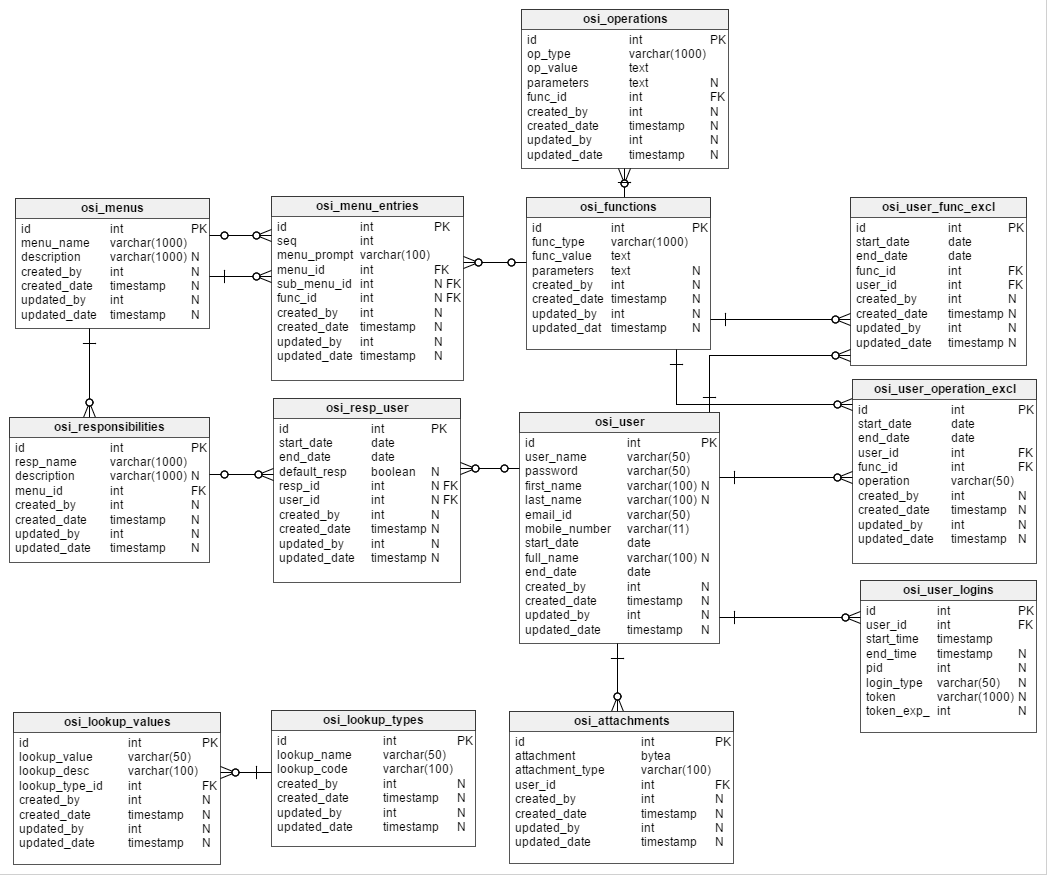 osi_operations
id int PK
op_type varchar(1000)
op_value text
parameters text N
func_id int FK
created_by int N
created_date timestamp N
updated_by int N
updated_date timestamp N
osi_menus
id int PK
menu_name varchar(1000)
description varchar(1000) N
created_by int N
created_date timestamp N
updated_by int N
updated_date timestamp N
osi_menu_entries
id int PK
seq int
menu_prompt varchar(100)
menu_id int FK
sub_menu_id int N FK
func_id int N FK
created_by int N
created_date timestamp N
updated_by int N
updated_date timestamp N
osi_functions
id int PK
func_type varchar(1000)
func_value text
parameters text N
created_by int N
created_date timestamp N
updated_by int N
updated_dat timestamp N
osi_user_func_excl
id int PK
start_date date
end_date date
func_id int FK
user_id int FK
created_by int N
created_date timestamp N
updated_by int N
updated_date timestamp N
osi_responsibilities
id int PK
resp_name varchar(1000)
description varchar(1000) N
menu_id int FK
created_by int N
created_date timestamp N
updated_by int N
updated_date timestamp N
osi_resp_user
id int PK
start_date date
end_date date
default_resp boolean N
resp_id int N FK
user_id int N FK
created_by int N
created_date timestamp N
updated_by int N
updated_date timestamp N
osi_user
id int PK
user_name varchar(50)
password varchar(50)
first_name varchar(100) N
last_name varchar(100) N
email_id varchar(50)
mobile_number varchar(11)
start_date date
full_name varchar(100) N
end_date date
created_by int N
created_date timestamp N
updated_by int N
updated_date timestamp N
osi_user_operation_excl
id int PK
start_date date
end_date date
user_id int FK
func_id int FK
operation varchar(50)
created_by int N
created_date timestamp N
updated_by int N
updated_date timestamp N
osi_user_logins
id int PK
user_id int FK
start_time timestamp
end_time timestamp N
pid int N
login_type varchar(50) N
token varchar(1000) N
token_exp_ int N
osi_lookup_values
id int PK
lookup_value varchar(50)
lookup_desc varchar(100)
lookup_type_id int FK
created_by int N
created_date timestamp N
updated_by int N
updated_date timestamp N
osi_lookup_types
id int PK
lookup_name varchar(50)
lookup_code varchar(100)
created_by int N
created_date timestamp N
updated_by int N
updated_date timestamp N
osi_attachments
id int PK
attachment bytea
attachment_type varchar(100)
user_id int FK
created_by int N
created_date timestamp N
updated_by int N
updated_date timestamp N